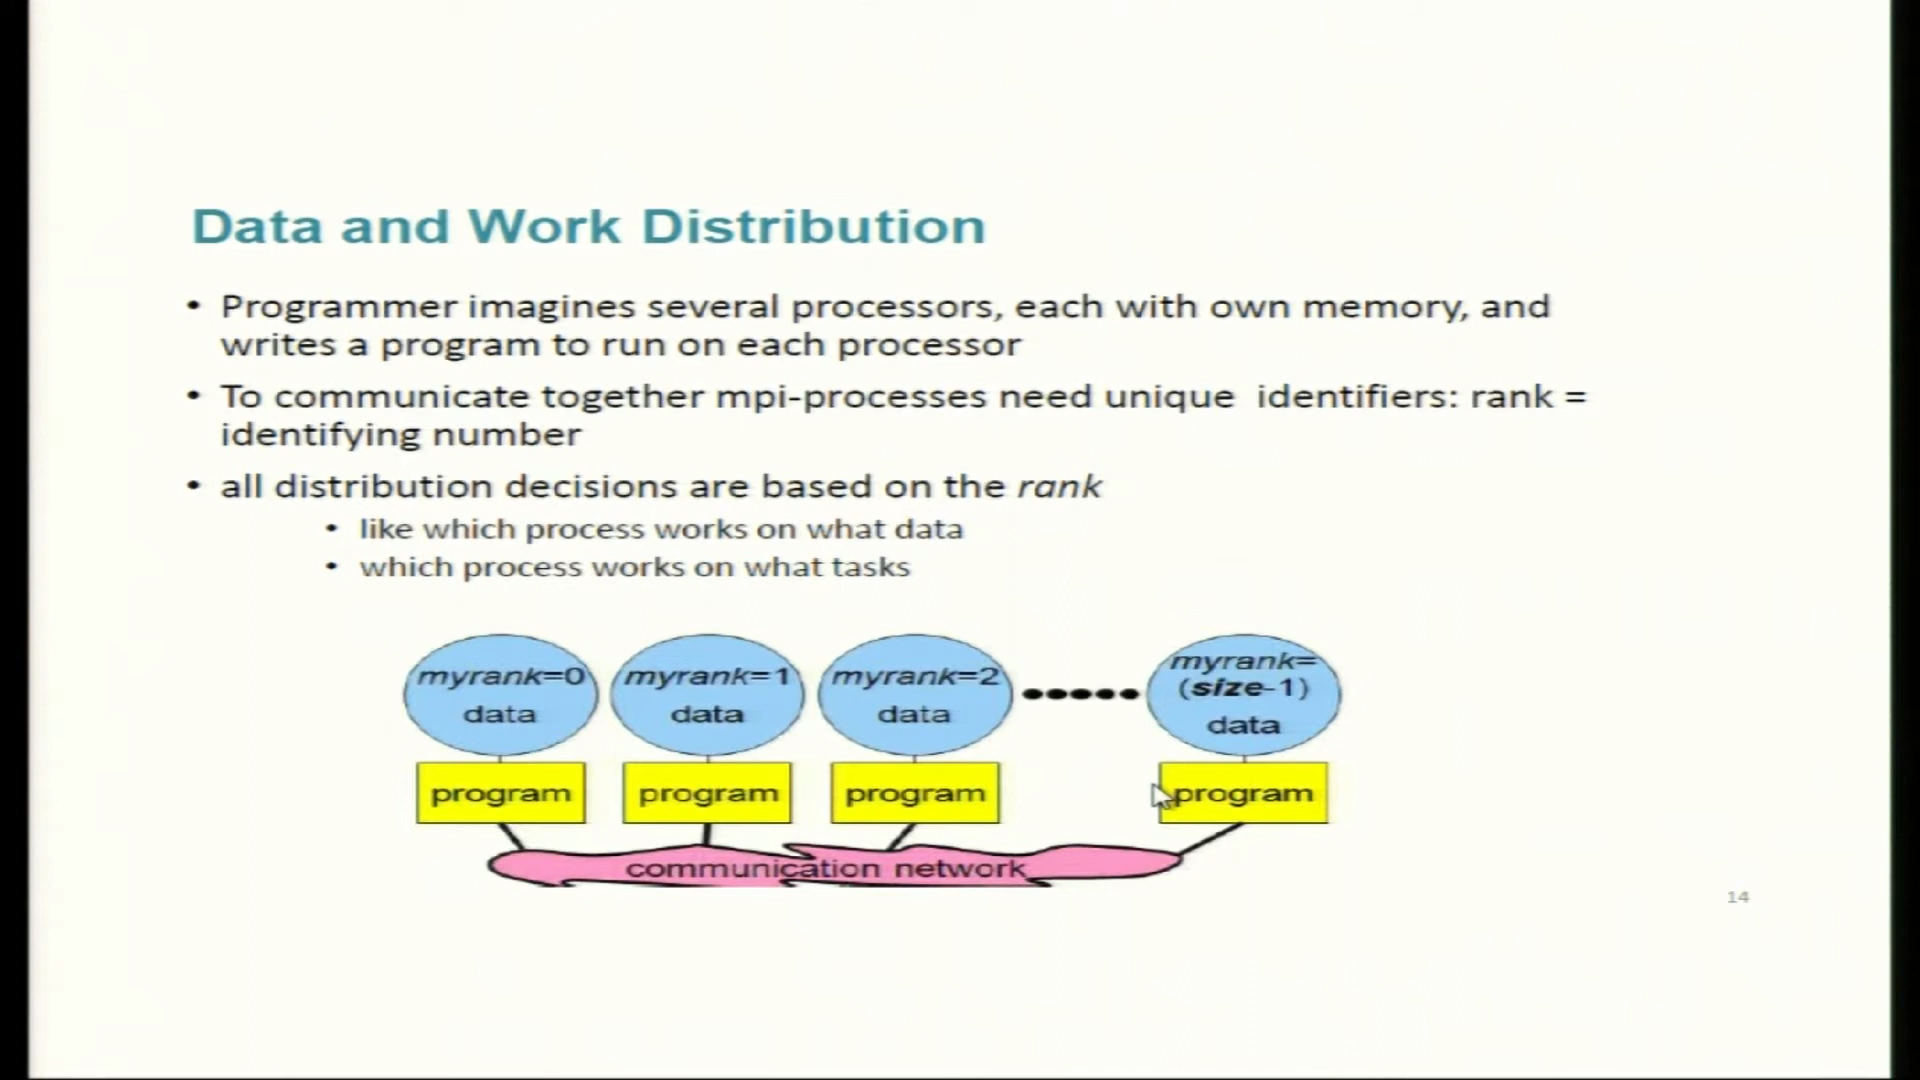 Data and Work Distribution
• Programmer imagines several processors, each with own memory, and
writes a program to run on each processor
• To communicate together mpi-processes need unique identifiers: rank =
identifying number
• all distribution decisions are based on the rank
• like which process works on what data
• which process works on what tasks
myrank=0
data
myrank=1
data
myrank=2
data
myrank=
(size-1)
data
program
program
program
program
communication network
14